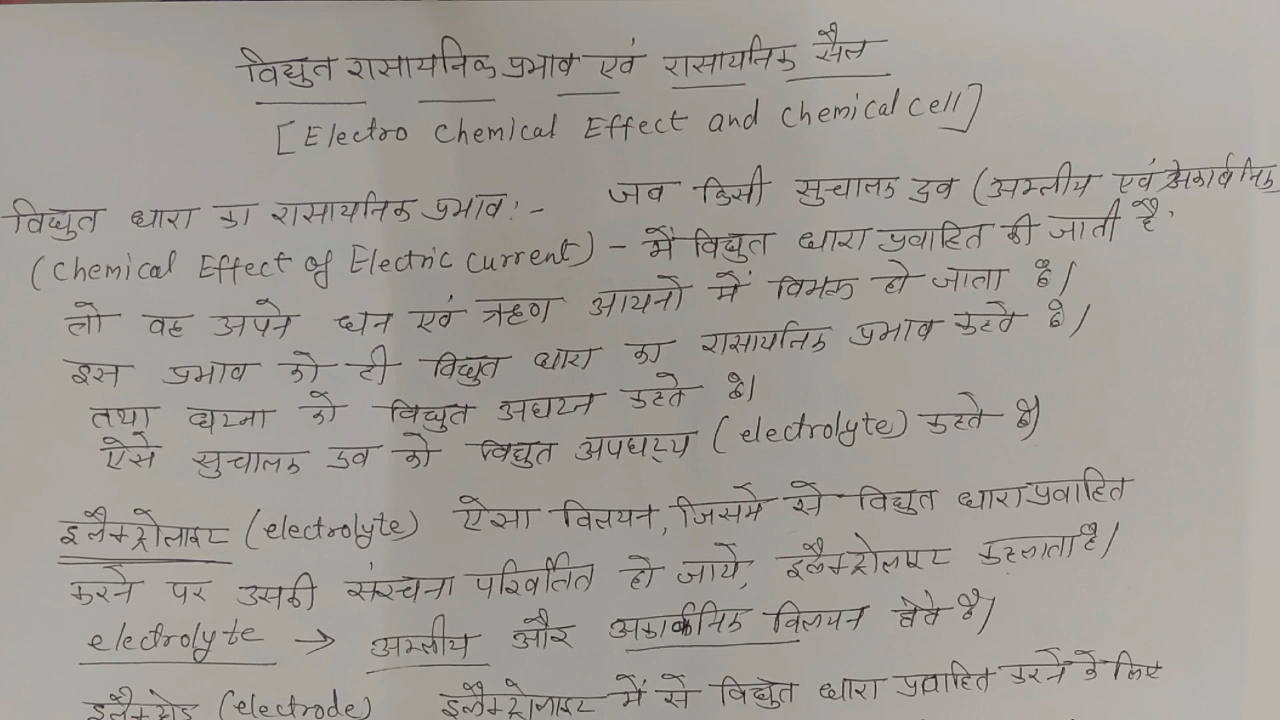 विद्युत रासायनिक प्रभाव एवं रासायनिक सैल
[Electro Chemical Effect and Chemical Cell]
विद्युत धारा का रासायनिक प्रभाव:- जब किसी सुचालक द्रव (अम्लीय एवं अकार्बनिक
(Chemical Effect of Electric Current) - में विद्युत धारा प्रवाहित की जाती है,
तो वह अपने धन एवं ऋण आयनों में विभक्त हो जाता है।
इस प्रभाव को ही विद्युत धारा का रासायनिक प्रभाव कहते है।
तथा घटना को विद्युत अघटन कहते है।
ऐसे सुचालक द्रव को विद्युत अपघट्य (electrolyte) कहते है।
इलैक्ट्रोलाइट (electrolyte) ऐसा विलयन, जिसमें से विद्युत धारा प्रवाहित
करने पर उसकी संरचना परिवर्तित हो जाये, इलैक्ट्रोलाइट कहलाता है।
electrolyte → अम्लीय और अकार्बनिक विलयन होते है।
इलैक्ट्रोड (electrode) इलैक्ट्रोलाइट में से विद्युत धारा प्रवाहित करने के लिए